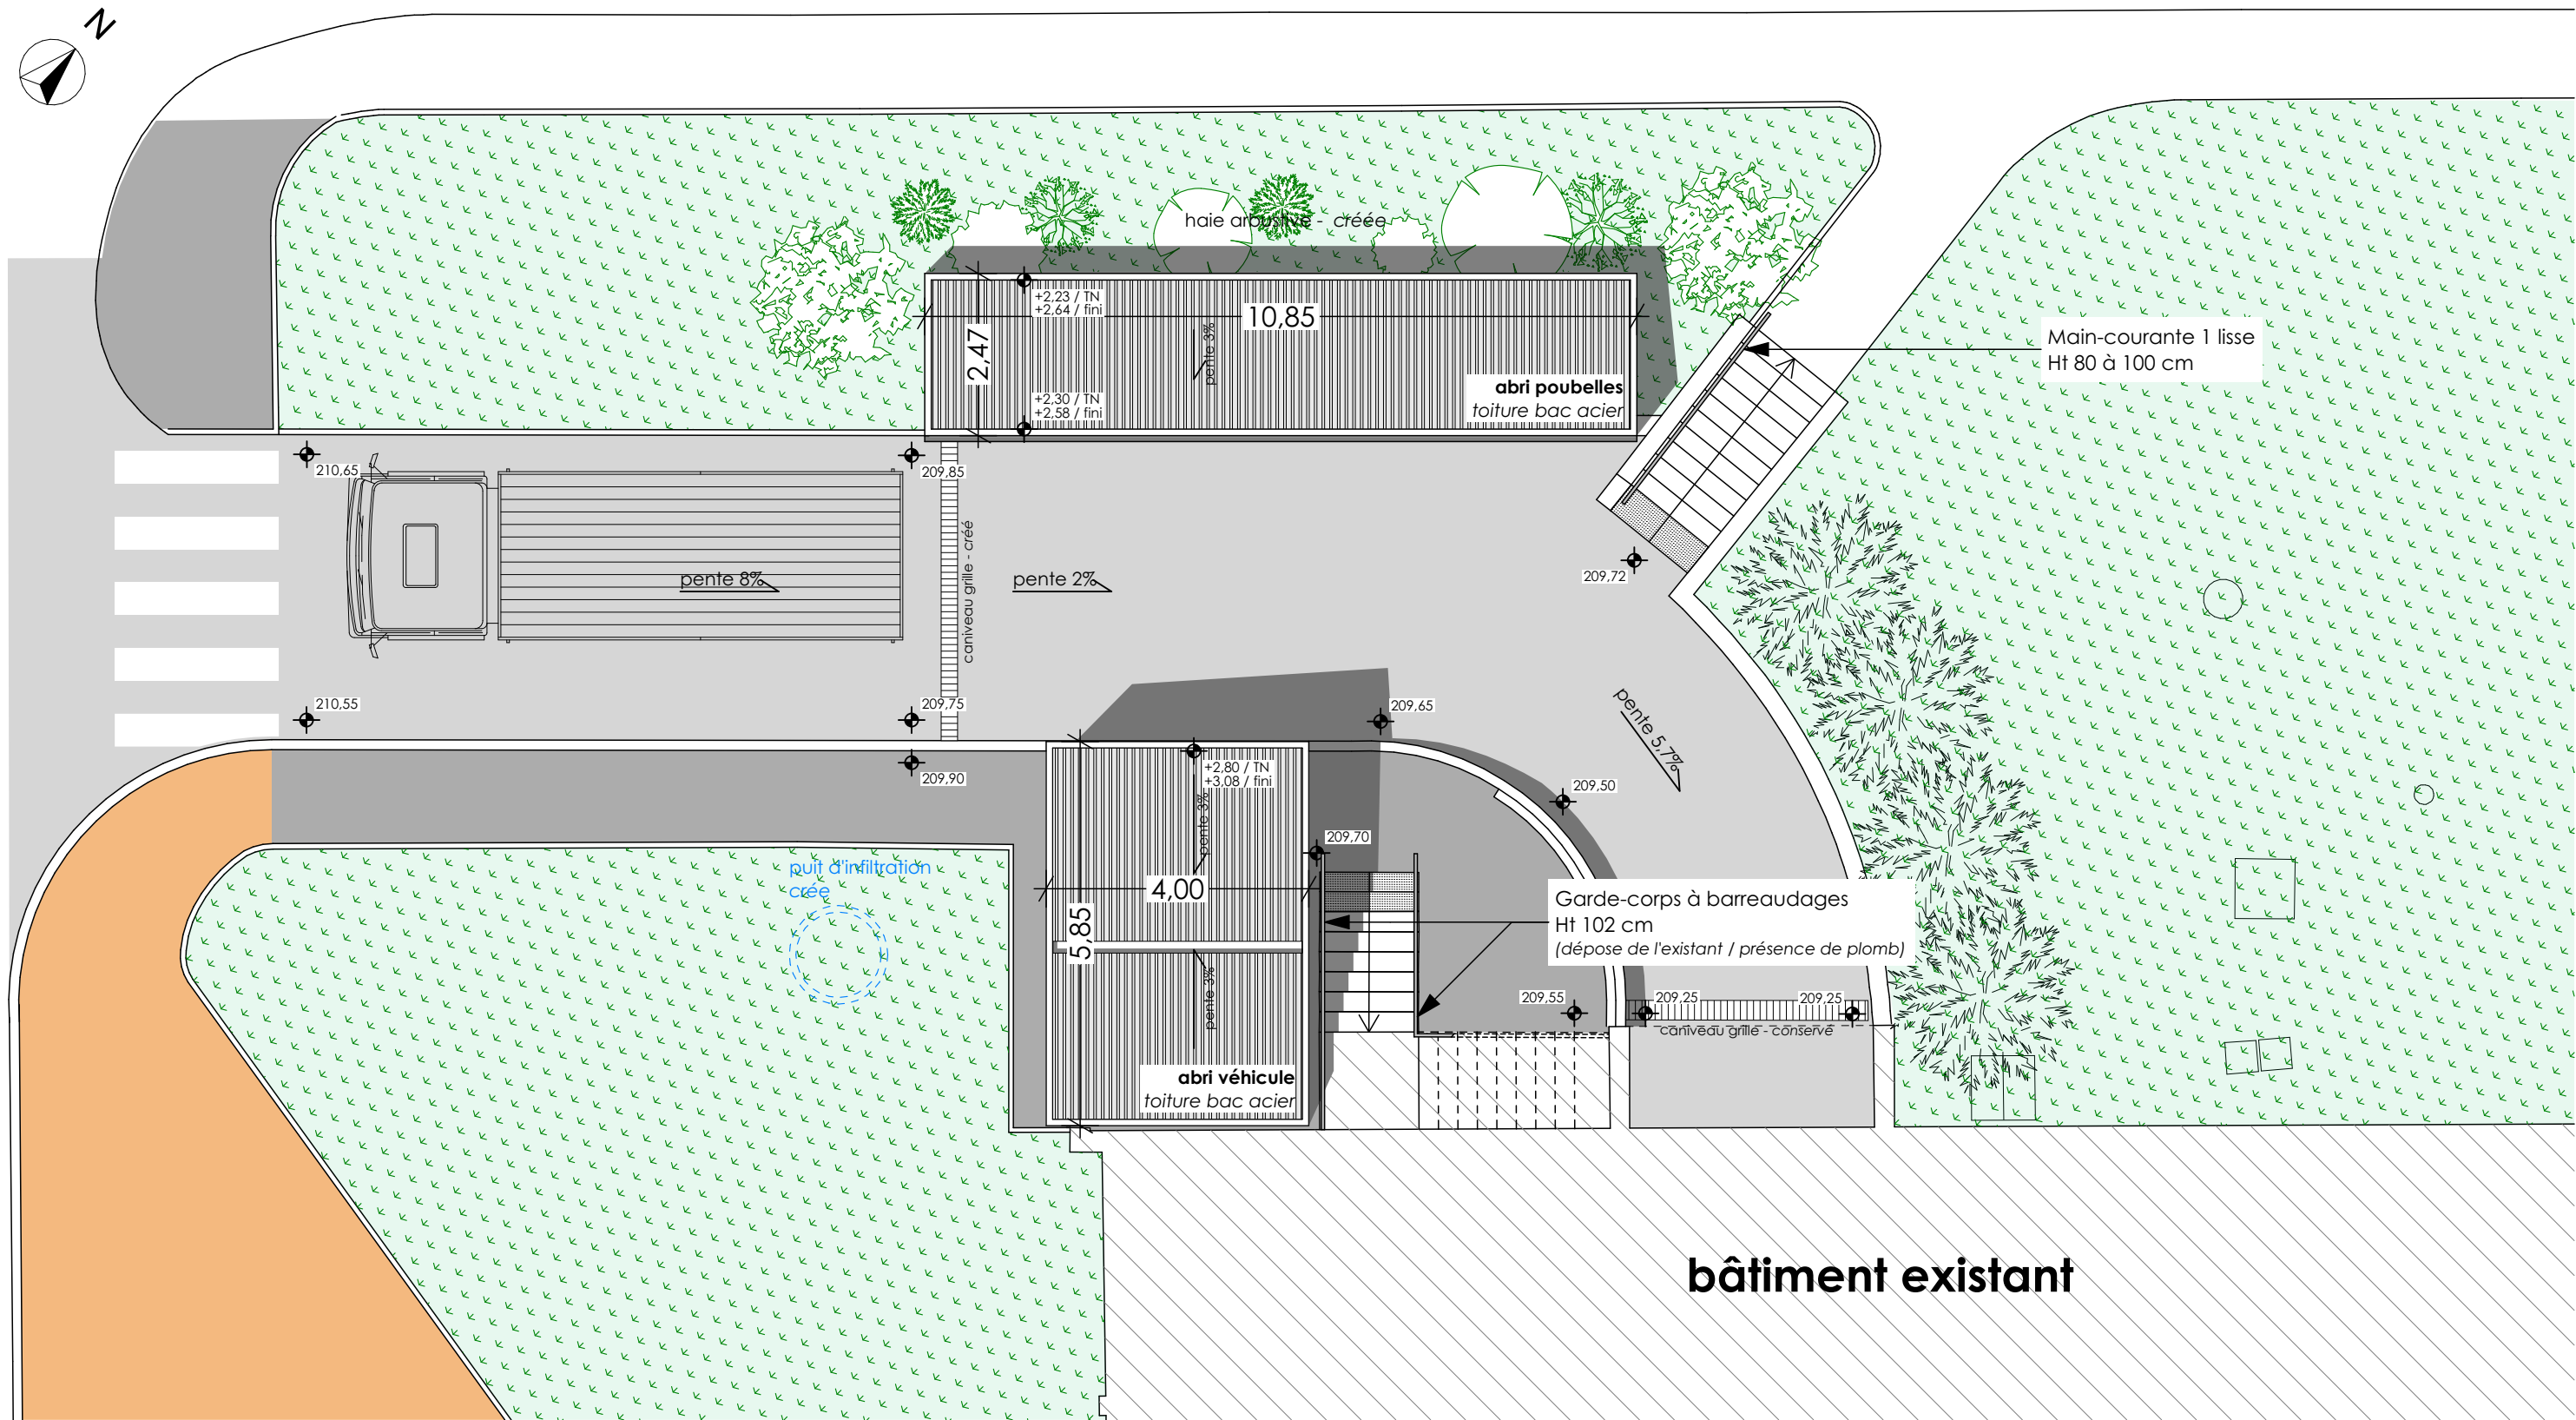 N
haie arbustive - créée
+2,23 / TN
+2,64 / fini
10,85
2,47
pente 3%
Main-courante 1 lisse
Ht 80 à 100 cm
abri poubelles
toiture bac acier
+2,30 / TN
+2,58 / fini
210,65
209,85
caniveau grille - créé
pente 8%
pente 2%
209,72
210,55
209,75
209,65
pente 5,7%
209,90
+2,80 / TN
+3,08 / fini
pente 3%
209,50
209,70
puit d'infiltration
crée
4,00
5,85
Garde-corps à barreaudages
Ht 102 cm
(dépose de l'existant / présence de plomb)
pente 3%
209,55
209,25
209,25
caniveau grille - conservé
abri véhicule
toiture bac acier
bâtiment existant